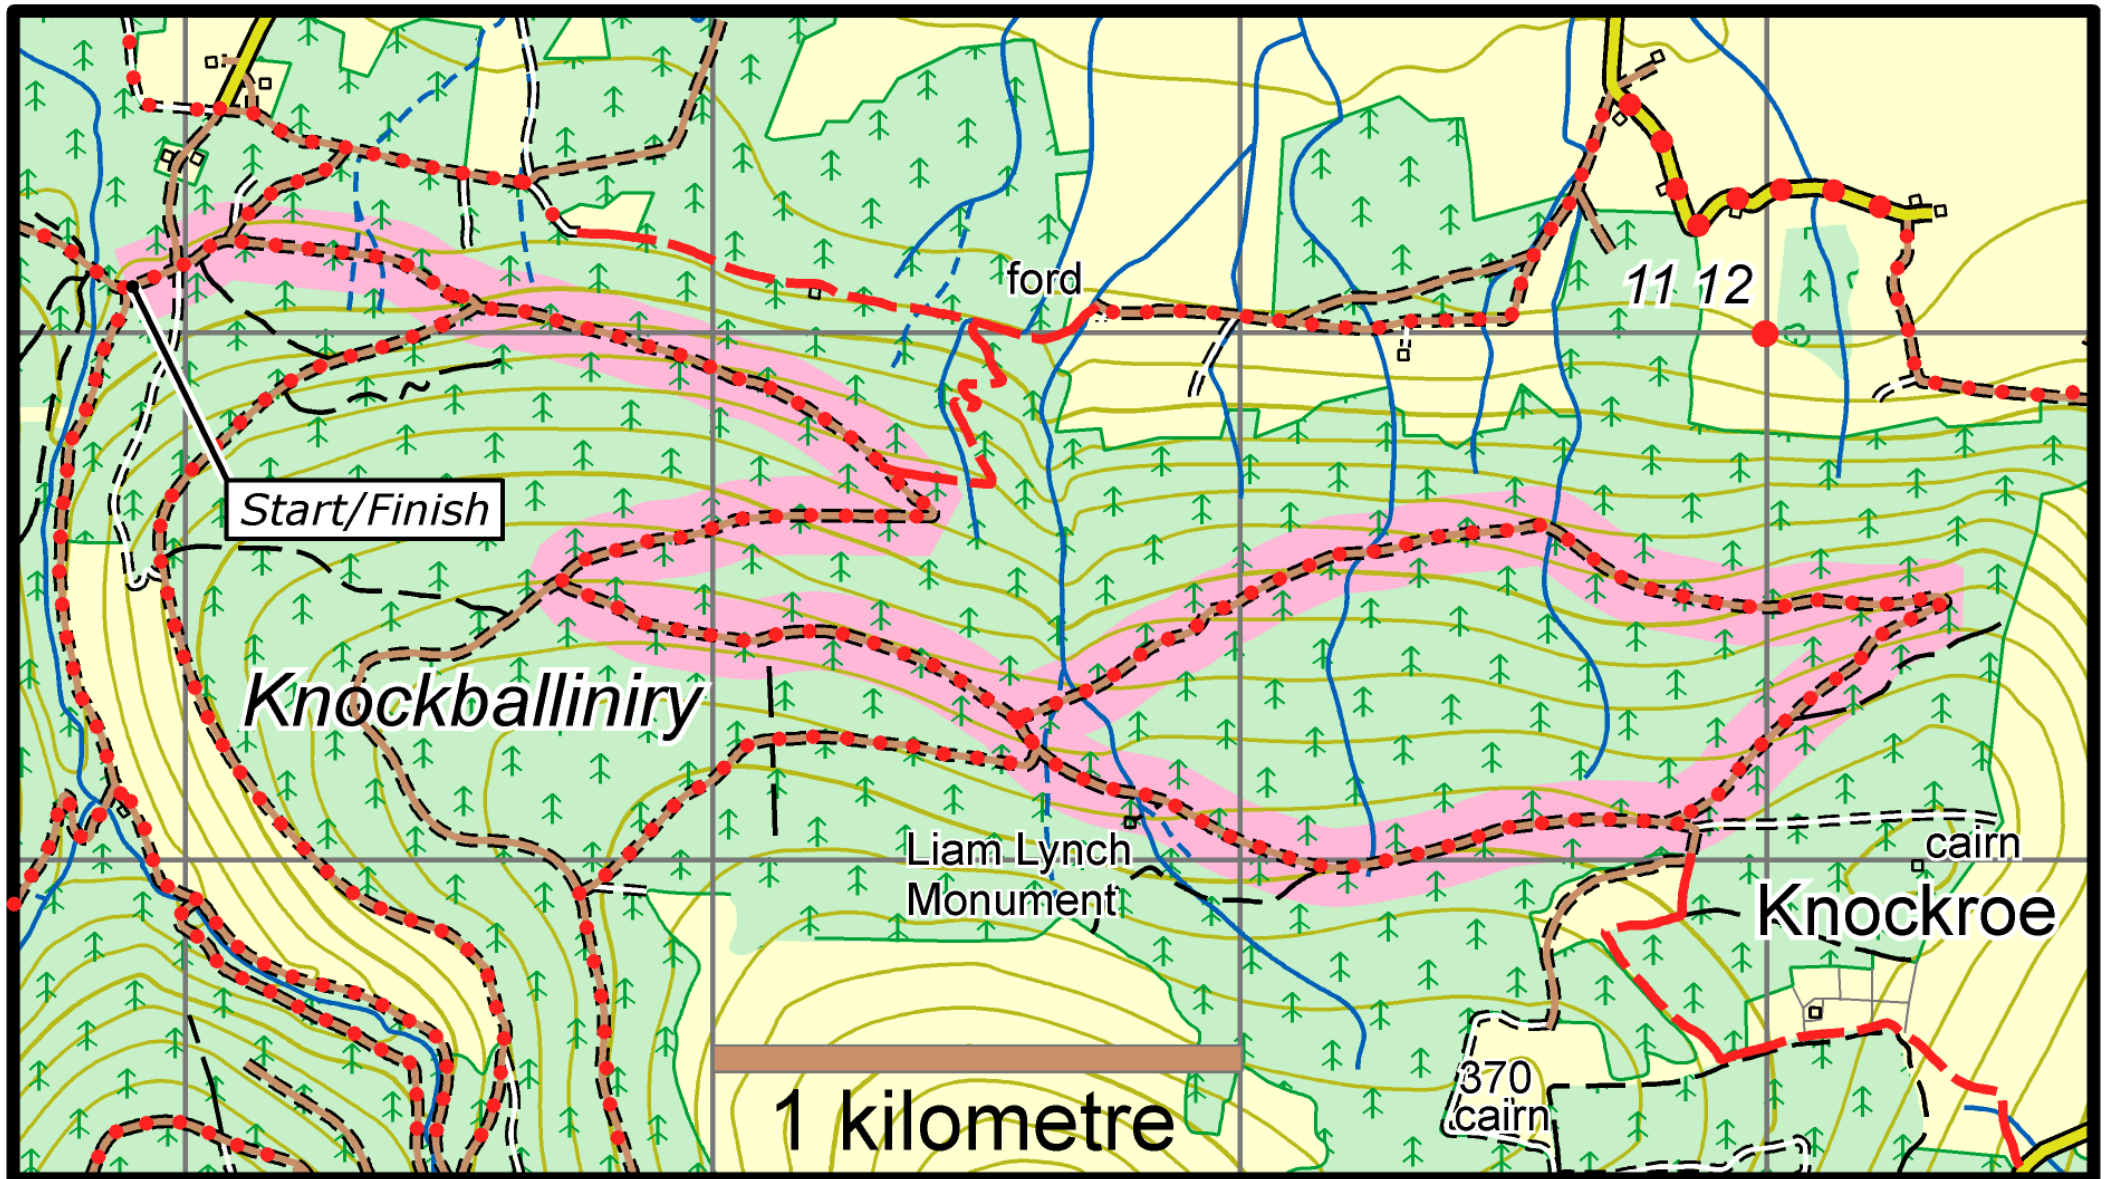 ford
11 12
Start/Finish
Knockballiniry
Liam Lynch
Monument
cairn
Knockroe
370
cairn
1 kilometre